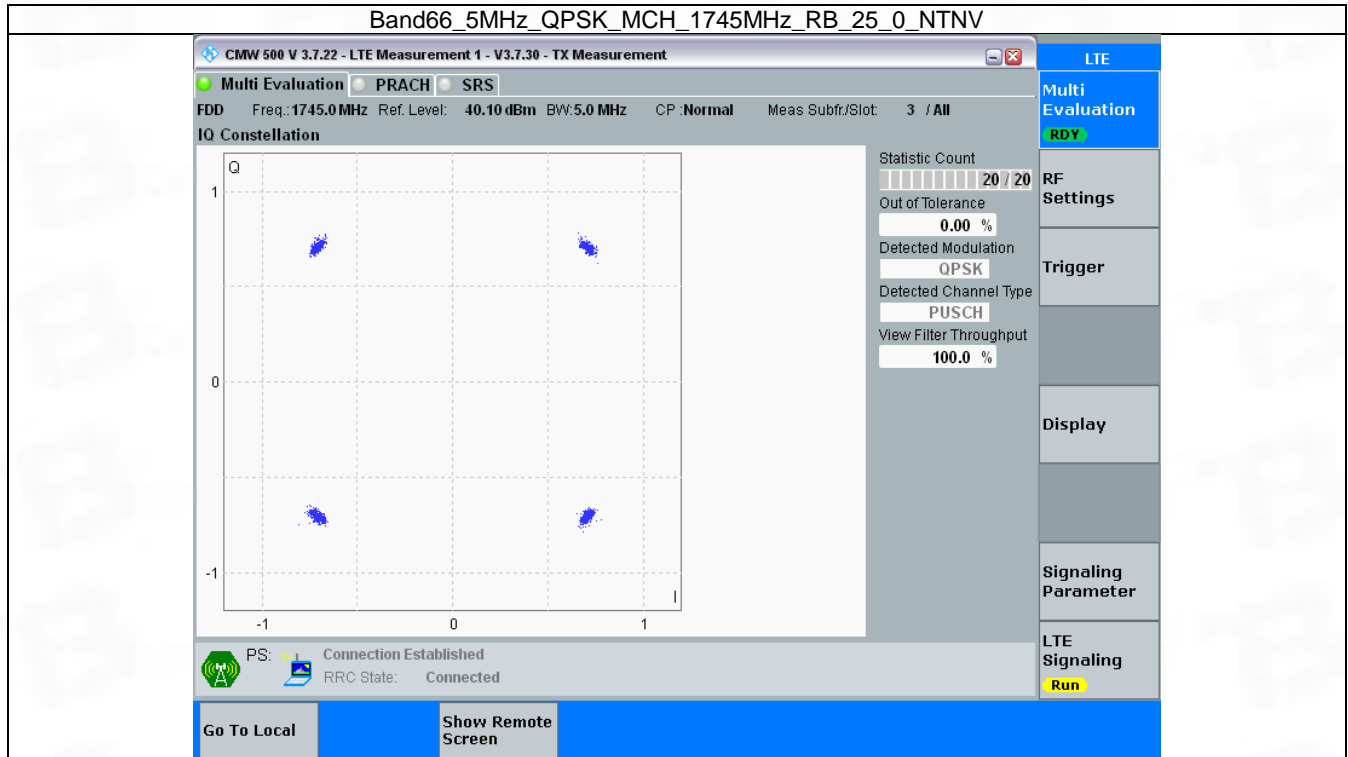 Band66_5MHz_QPSK_MCH_1745MHz_RB_25_0_NTNV
CMW 500 V 3.7.22 - LTE Measurement 1 - V3.7.30 - TX Measurement
LTE
Multi Evaluation PRACH SRS
FDD Freq.:1745.0 MHz Ref. Level: 40.10 dBm BW:5.0 MHz CP :Normal Meas Subfr./Slot: 3 / All
IQ Constellation
Q
1
0
-1
I
-1 0 1
Statistic Count
20 / 20
Out of Tolerance
0.00 %
Detected Modulation
QPSK
Detected Channel Type
PUSCH
View Filter Throughput
100.0 %
Multi
Evaluation
RDY
RF
Settings
Trigger
Display
Signaling
Parameter
LTE
Signaling
Run
PS: Connection Established
RRC State: Connected
Go To Local
Show Remote
Screen